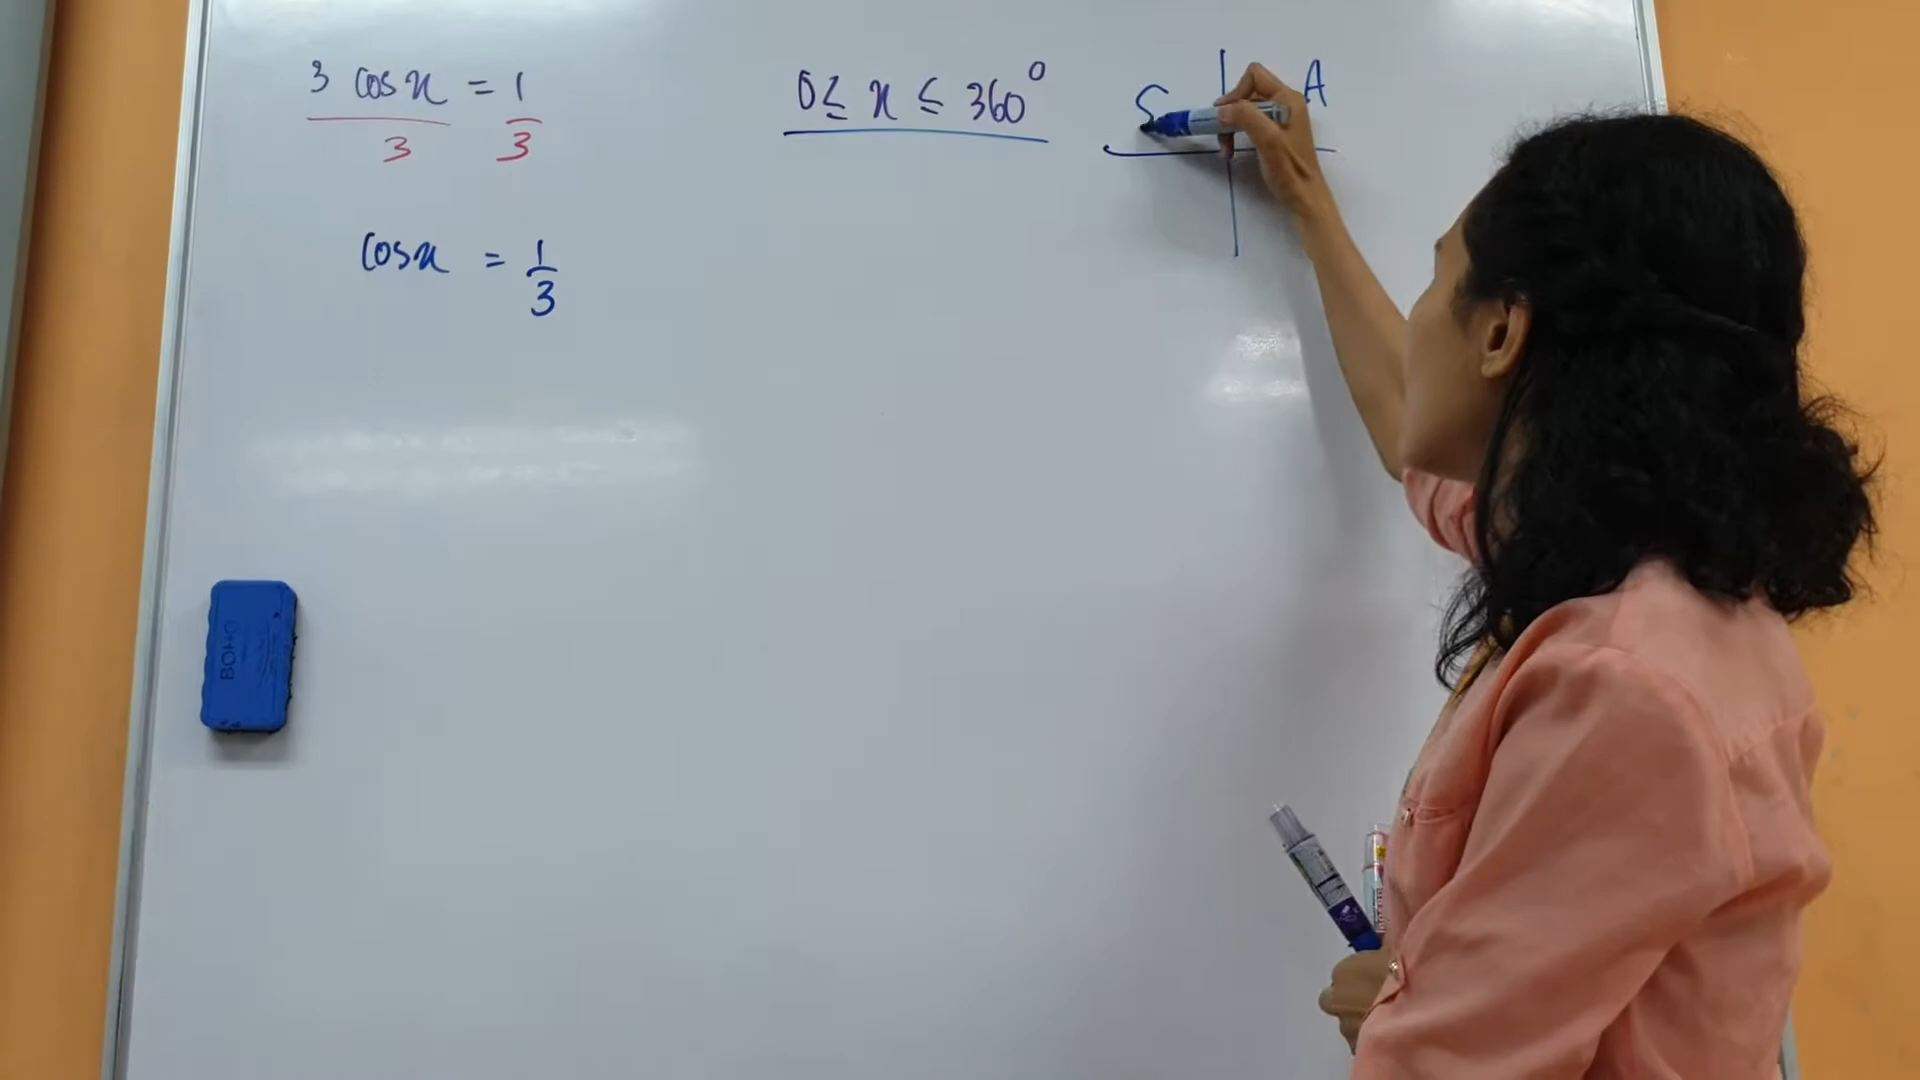 3 cos x = 1
3 3
cos x = 1/3
0 ≤ x ≤ 360°
S A
BOHO